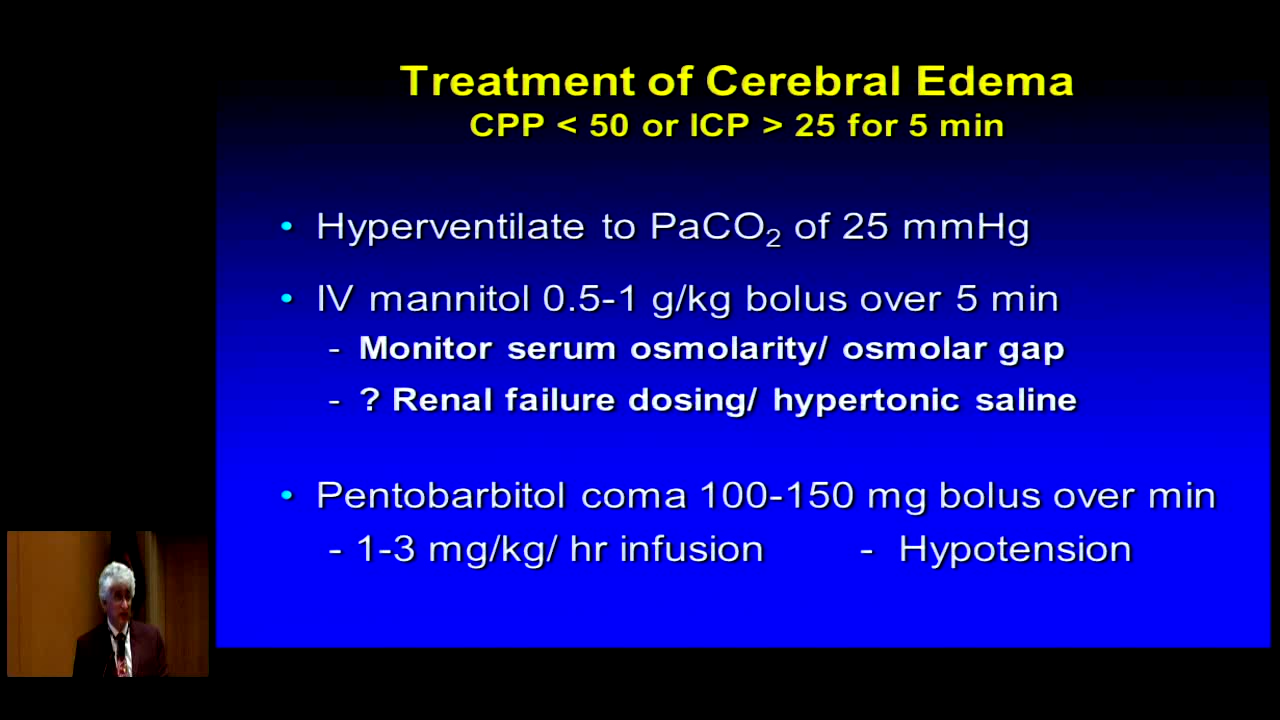 Treatment of Cerebral Edema
CPP < 50 or ICP > 25 for 5 min
• Hyperventilate to PaCO₂ of 25 mmHg
• IV mannitol 0.5-1 g/kg bolus over 5 min
- Monitor serum osmolarity/ osmolar gap
- ? Renal failure dosing/ hypertonic saline
• Pentobarbitol coma 100-150 mg bolus over min
- 1-3 mg/kg/ hr infusion - Hypotension